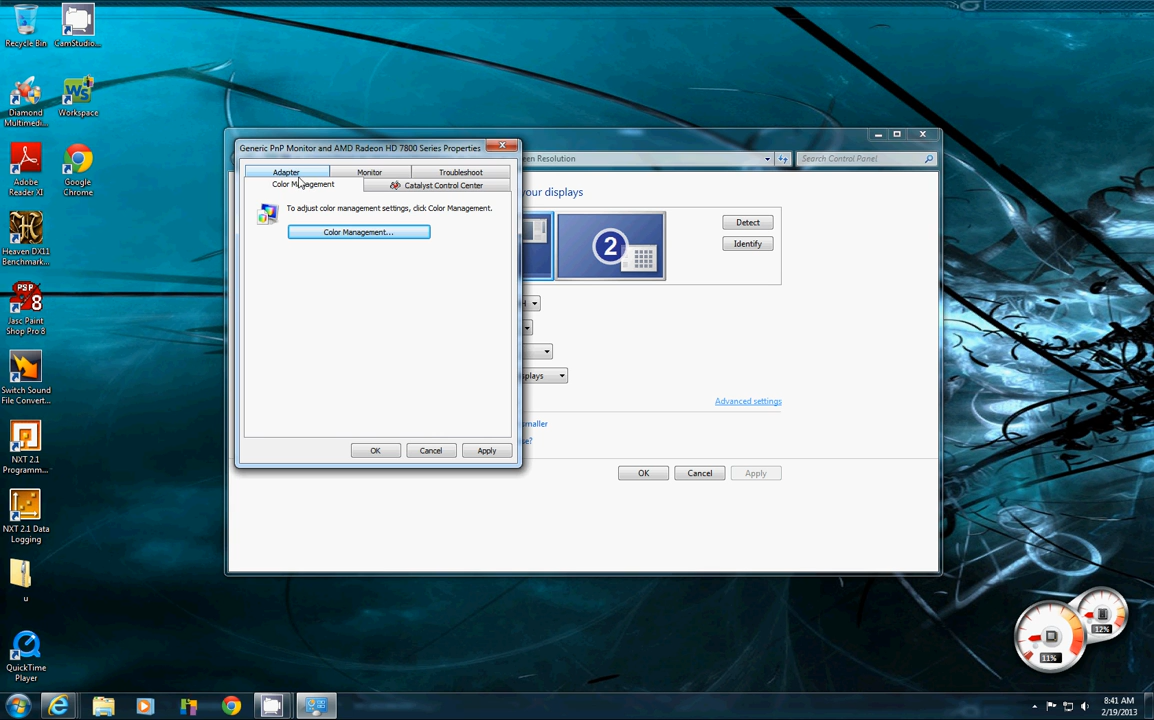 Recycle Bin
CamStudio...
Diamond
Multimedi...
Workspace
Adobe
Reader XI
Google
Chrome
Heaven DX11
Benchmark...
Jasc Paint
Shop Pro 8
Switch Sound
File Convert...
NXT 2.1
Programm...
NXT 2.1 Data
Logging
u
QuickTime
Player
Generic PnP Monitor and AMD Radeon HD 7800 Series Properties
Adapter
Monitor
Troubleshoot
Color Management
Catalyst Control Center
To adjust color management settings, click Color Management.
Color Management...
OK
Cancel
Apply
Resolution
Search Control Panel
your displays
2
Detect
Identify
Advanced settings
smaller
OK
Cancel
Apply
12%
11%
8:41 AM
2/19/2013